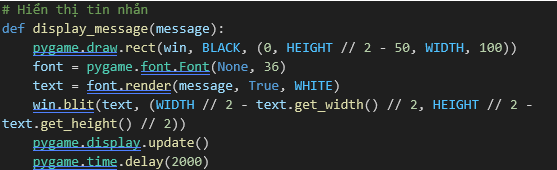 # Hiển thị tin nhắn
def display_message(message):
    pygame.draw.rect(win, BLACK, (0, HEIGHT // 2 - 50, WIDTH, 100))
    font = pygame.font.Font(None, 36)
    text = font.render(message, True, WHITE)
    win.blit(text, (WIDTH // 2 - text.get_width() // 2, HEIGHT // 2 -
text.get_height() // 2))
    pygame.display.update()
    pygame.time.delay(2000)